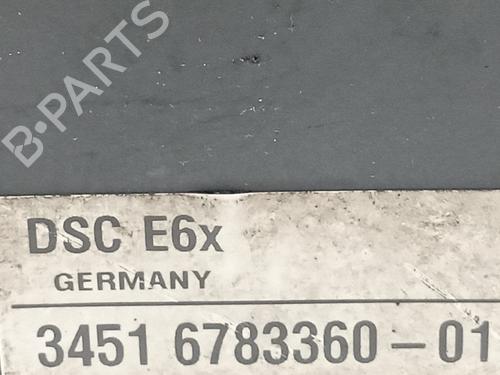 B-PARTS
DSC E6x
GERMANY
3451 6783360-01